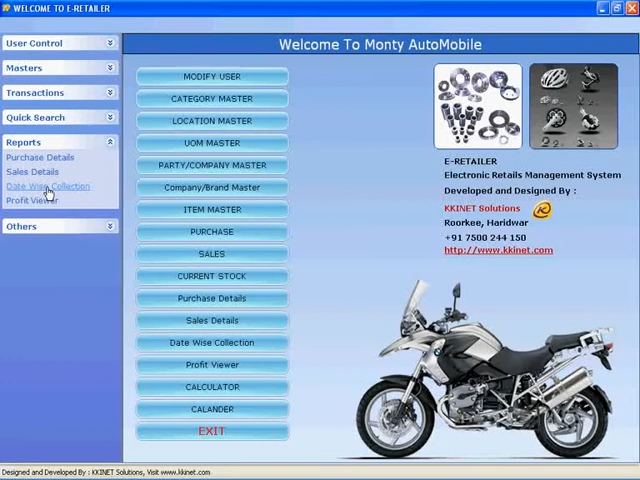 WELCOME TO E-RETAILER
User Control
Masters
Transactions
Quick Search
Reports
Purchase Details
Sales Details
Date Wise Collection
Profit Viewer
Others
Welcome To Monty AutoMobile
MODIFY USER
CATEGORY MASTER
LOCATION MASTER
UOM MASTER
PARTY/COMPANY MASTER
Company/Brand Master
ITEM MASTER
PURCHASE
SALES
CURRENT STOCK
Purchase Details
Sales Details
Date Wise Collection
Profit Viewer
CALCULATOR
CALANDER
EXIT
E-RETAILER
Electronic Retails Management System
Developed and Designed By :
KKINET Solutions
Roorkee, Haridwar
+91 7500 244 150
http://www.kkinet.com
Designed and Developed By : KKINET Solutions, Visit www.kkinet.com